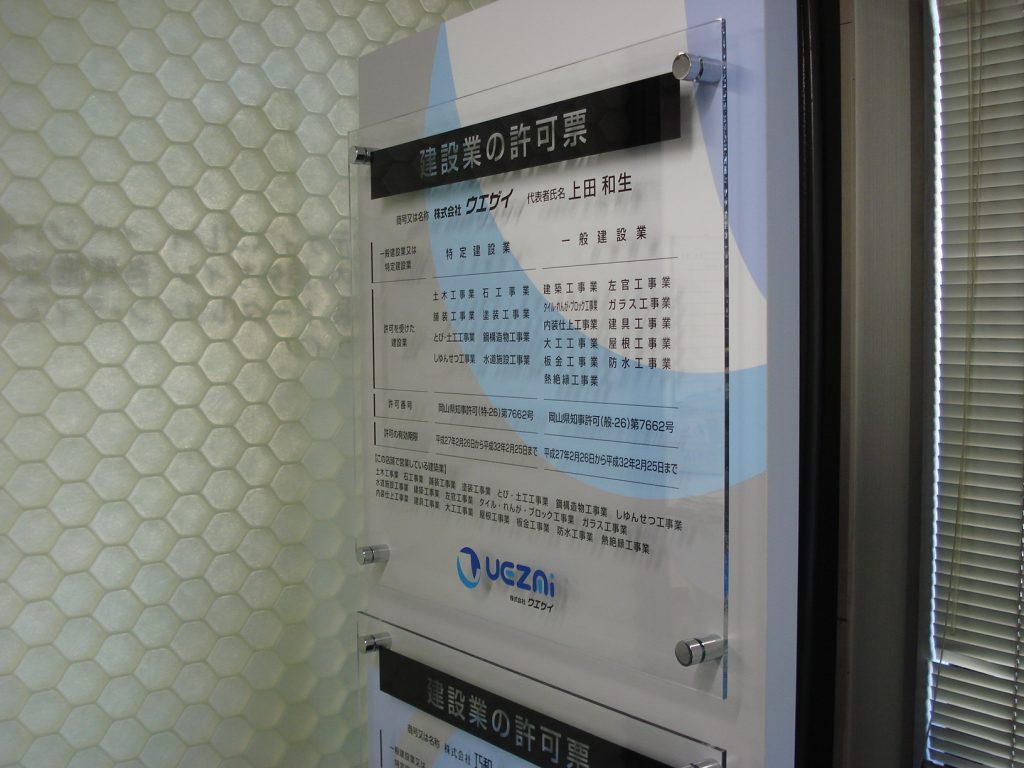 建設業の許可票
商号又は名称 株式会社 ウエザイ 代表者氏名 上田 和生
一般建設業又は 特定建設業 特定建設業 一般建設業
許可を受けた 建設業
土木工事業 石工事業 建築工事業 左官工事業
舗装工事業 塗装工事業 タイル・れんが・ブロック工事業 ガラス工事業
とび・土工工事業 鋼構造物工事業 内装仕上工事業 建具工事業
しゆんせつ工事業 水道施設工事業 大工工事業 屋根工事業
板金工事業 防水工事業
熱絶縁工事業
許可番号 岡山県知事許可(特-26)第7662号 岡山県知事許可(般-26)第7662号
許可の有効期限 平成27年2月26日から平成32年2月25日まで 平成27年2月26日から平成32年2月25日まで
【この店舗で営業している建築業】
土木工事業 石工事業 舗装工事業 塗装工事業 とび・土工工事業 鋼構造物工事業 しゆんせつ工事業
水道施設工事業 建築工事業 左官工事業 タイル・れんが・ブロック工事業 ガラス工事業
内装仕上工事業 建具工事業 大工工事業 屋根工事業 板金工事業 防水工事業 熱絶縁工事業
UEZAi
株式会社 ウエザイ
建設業の許可票
商号又は名称 株式会社
一般建設業又は